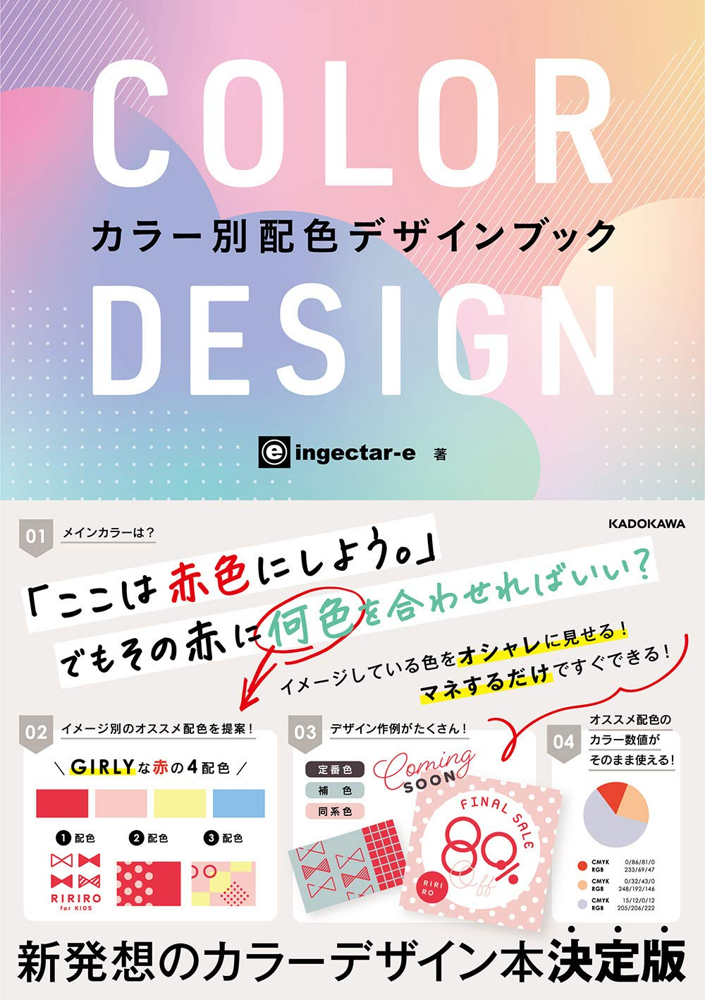 COLOR
カラー別配色デザインブック
DESIGN
e ingectar-e 著
KADOKAWA
01 メインカラーは?
「ここは赤色にしよう。」
でもその赤に何色を合わせればいい?
イメージしている色をオシャレに見せる!
マネするだけですぐできる!
02 イメージ別のオススメ配色を提案!
\ GIRLYな赤の4配色 /
1 配色 2 配色 3 配色
RIRIRO
for KIDS
03 デザイン作例がたくさん!
定番色
補色
同系色
Coming
SOON
FINAL SALE
80%
Off
RIRI
RO
04 オススメ配色の
カラー数値が
そのまま使える!
CMYK 0/86/81/0
RGB 233/69/47
CMYK 0/32/43/0
RGB 248/192/146
CMYK 15/12/0/12
RGB 205/206/222
新発想のカラーデザイン本決定版